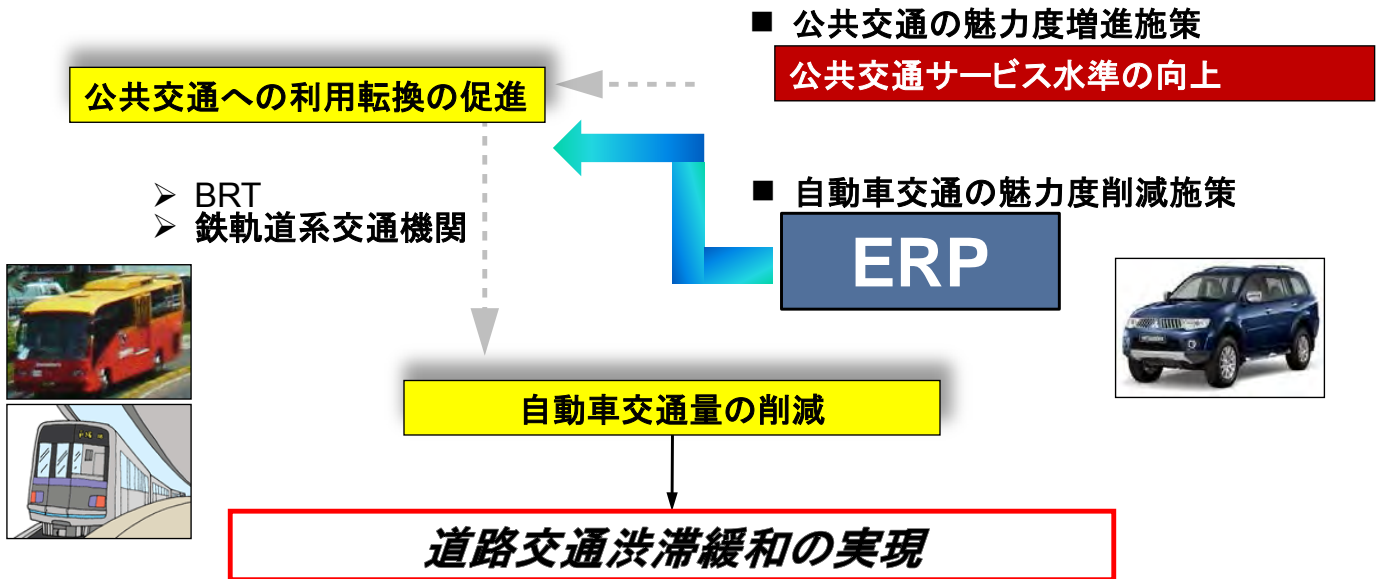 ■ 公共交通の魅力度増進施策
公共交通サービス水準の向上
公共交通への利用転換の促進
➢ BRT
➢ 鉄軌道系交通機関
■ 自動車交通の魅力度削減施策
ERP
自動車交通量の削減
道路交通渋滞緩和の実現